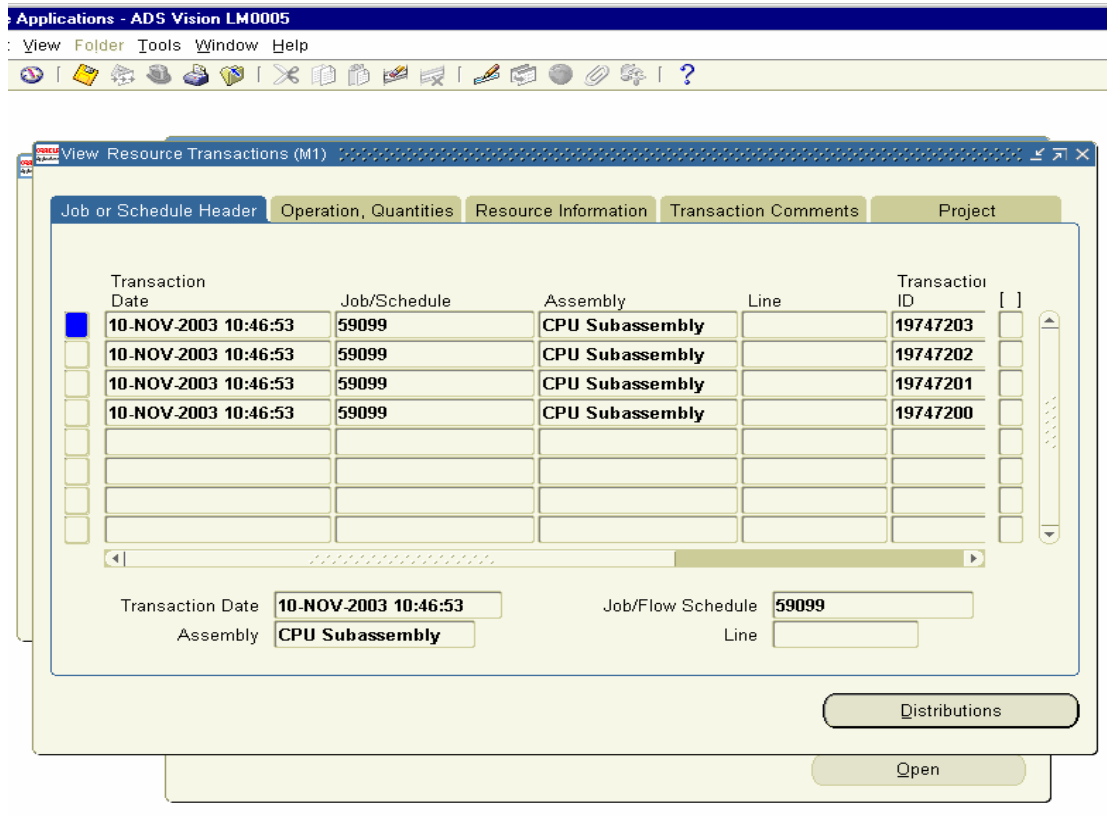 e Applications - ADS Vision LM0005
: View Folder Tools Window Help
ORACLE
View Resource Transactions (M1)
Job or Schedule Header Operation, Quantities Resource Information Transaction Comments Project
Transaction Date Job/Schedule Assembly Line Transaction ID [ ]
10-NOV-2003 10:46:53 59099 CPU Subassembly 19747203
10-NOV-2003 10:46:53 59099 CPU Subassembly 19747202
10-NOV-2003 10:46:53 59099 CPU Subassembly 19747201
10-NOV-2003 10:46:53 59099 CPU Subassembly 19747200
Transaction Date 10-NOV-2003 10:46:53 Job/Flow Schedule 59099
Assembly CPU Subassembly Line
Distributions
Open